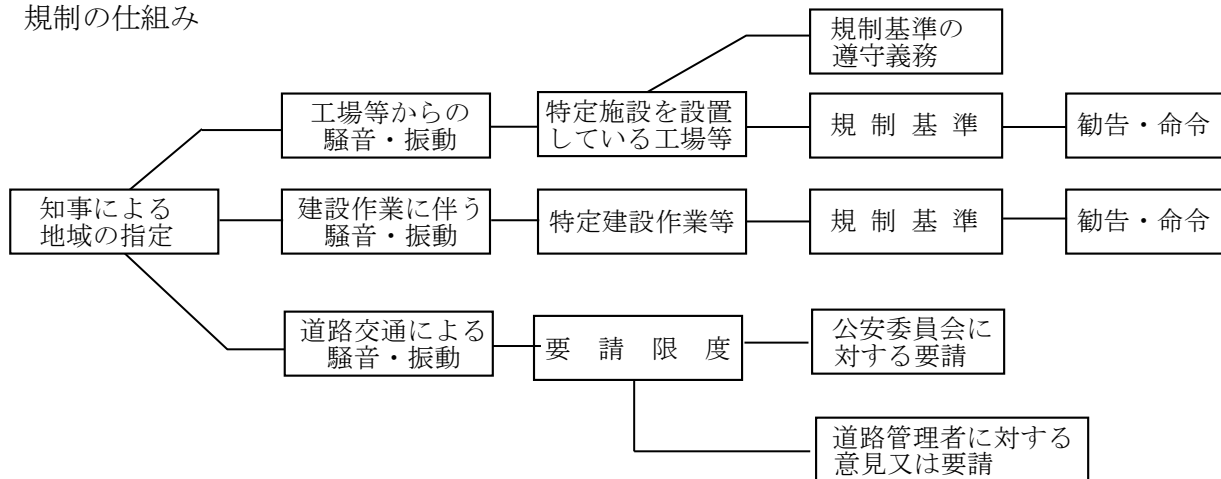 規制の仕組み
規制基準の
遵守義務
工場等からの
騒音・振動
特定施設を設置
している工場等
規 制 基 準
勧告・命令
知事による
地域の指定
建設作業に伴う
騒音・振動
特定建設作業等
規 制 基 準
勧告・命令
道路交通による
騒音・振動
要 請 限 度
公安委員会に
対する要請
道路管理者に対する
意見又は要請